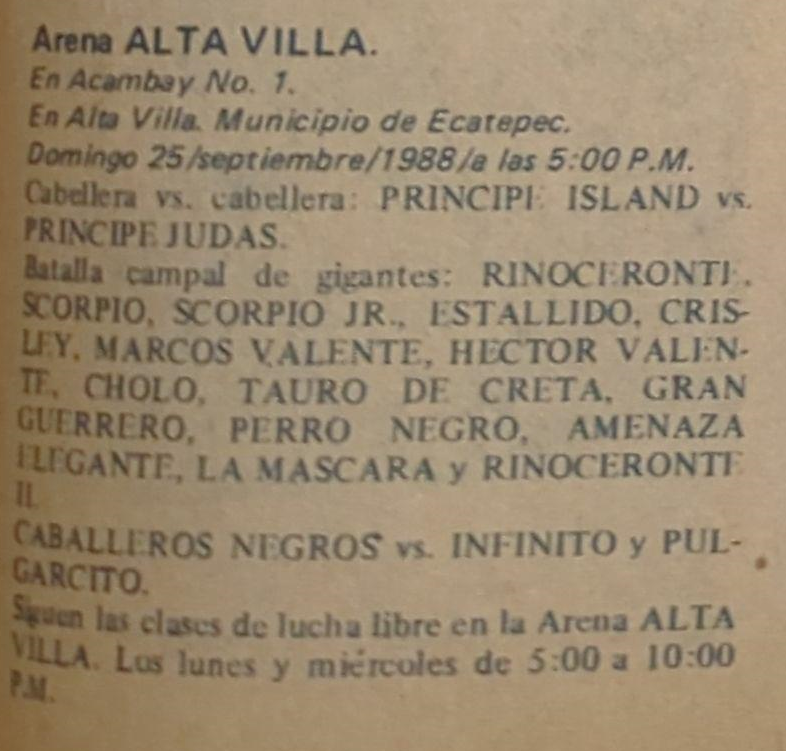 Arena ALTA VILLA.
En Acambay No. 1.
En Alta Villa. Municipio de Ecatepec.
Domingo 25/septiembre/1988/a las 5:00 P.M.
Cabellera vs. cabellera: PRINCIPE ISLAND vs.
PRINCIPE JUDAS.
Batalla campal de gigantes: RINOCERONTE,
SCORPIO, SCORPIO JR., ESTALLIDO, CRIS-
LEY, MARCOS VALENTE, HECTOR VALEN-
TE, CHOLO, TAURO DE CRETA, GRAN
GUERRERO, PERRO NEGRO, AMENAZA
ELEGANTE, LA MASCARA y RINOCERONTE
II.
CABALLEROS NEGROS vs. INFINITO y PUL-
GARCITO.
Siguen las clases de lucha libre en la Arena ALTA
VILLA. Los lunes y miércoles de 5:00 a 10:00
P.M.